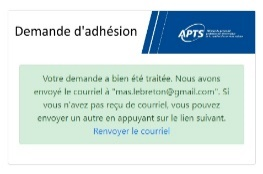 Demande d'adhésion
APTS
Votre demande a bien été traitée. Nous avons
envoyé le courriel à "mas.lebreton@gmail.com". Si
vous n'avez pas reçu de courriel, vous pouvez
envoyer un autre en appuyant sur le lien suivant.
Renvoyer le courriel